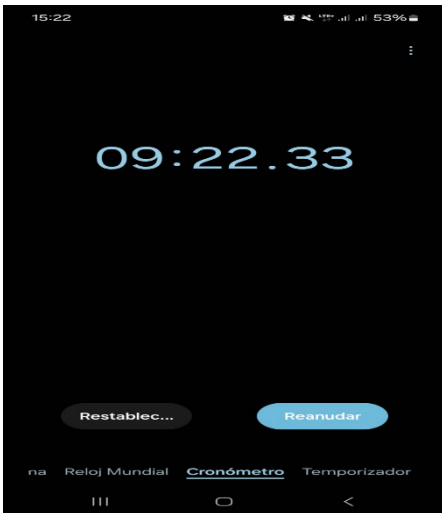 15:22 53%
09:22.33
Restablec... Reanudar
na Reloj Mundial Cronómetro Temporizador